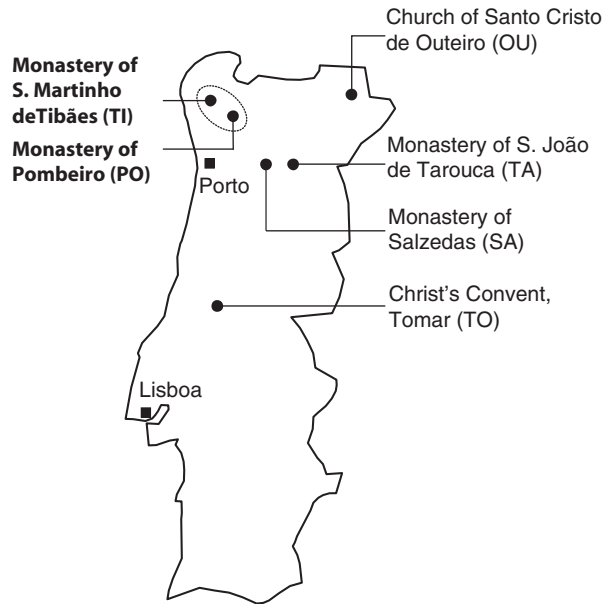 Church of Santo Cristo
de Outeiro (OU)
Monastery of
S. Martinho
deTibães (TI)
Monastery of
Pombeiro (PO)
Porto
Monastery of S. João
de Tarouca (TA)
Monastery of
Salzedas (SA)
Christ's Convent,
Tomar (TO)
Lisboa